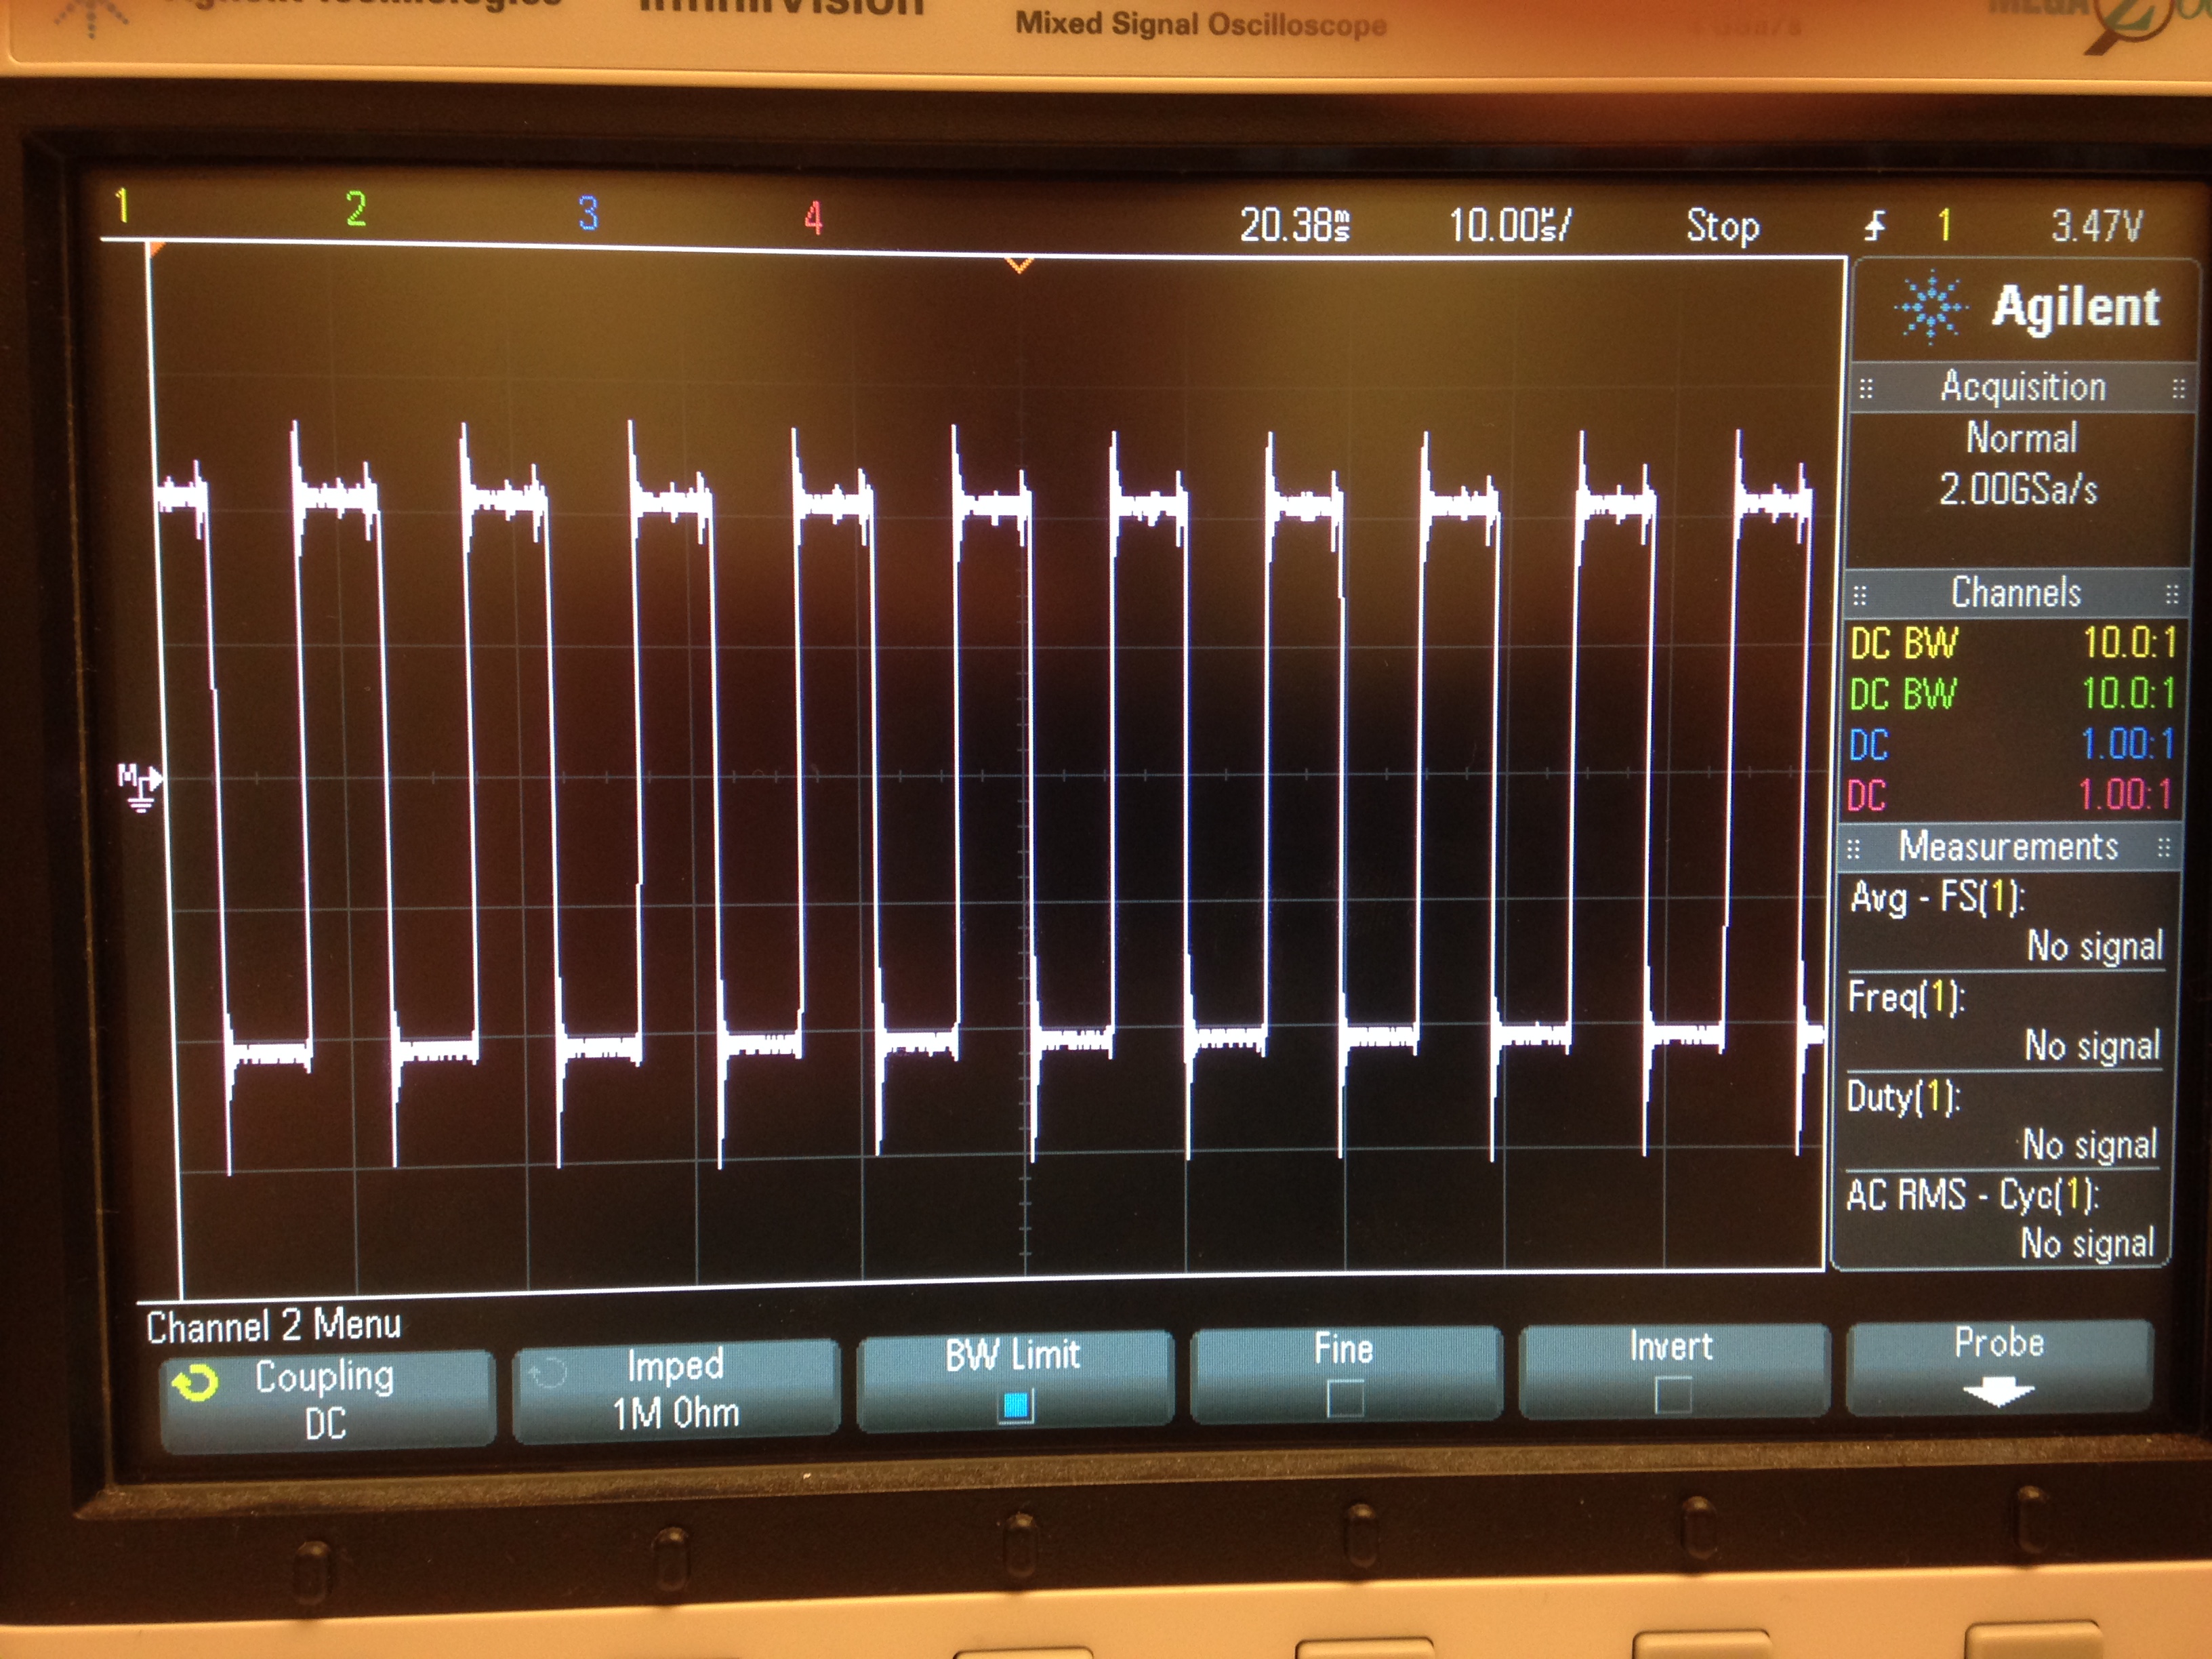 Mixed Signal Oscilloscope
1 2 3 4 20.38ms 10.00µs/ Stop 1 3.47V
Agilent
Acquisition
Normal
2.00GSa/s
Channels
DC BW 10.0:1
DC BW 10.0:1
DC 1.00:1
DC 1.00:1
Measurements
Avg - FS(1):
No signal
Freq(1):
No signal
Duty(1):
No signal
AC RMS - Cyc(1):
No signal
M
Channel 2 Menu
Coupling
DC
Imped
1M Ohm
BW Limit
Fine
Invert
Probe